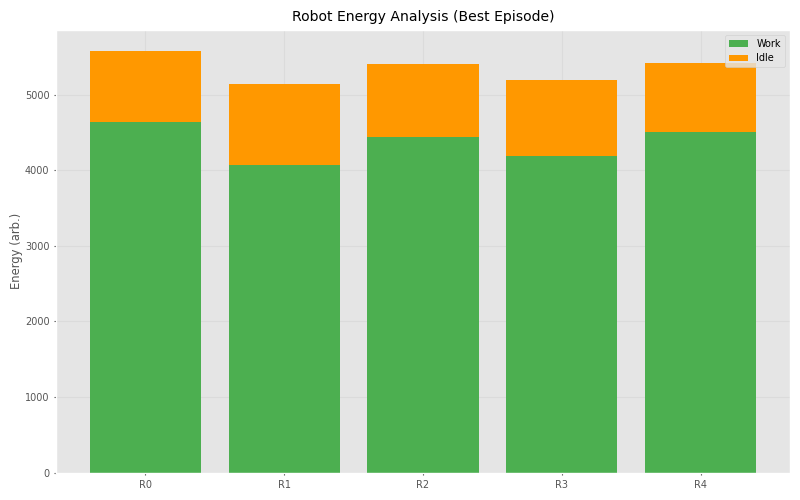 Robot Energy Analysis (Best Episode)
Work
Idle
Energy (arb.)
5000
4000
3000
2000
1000
0
R0 R1 R2 R3 R4